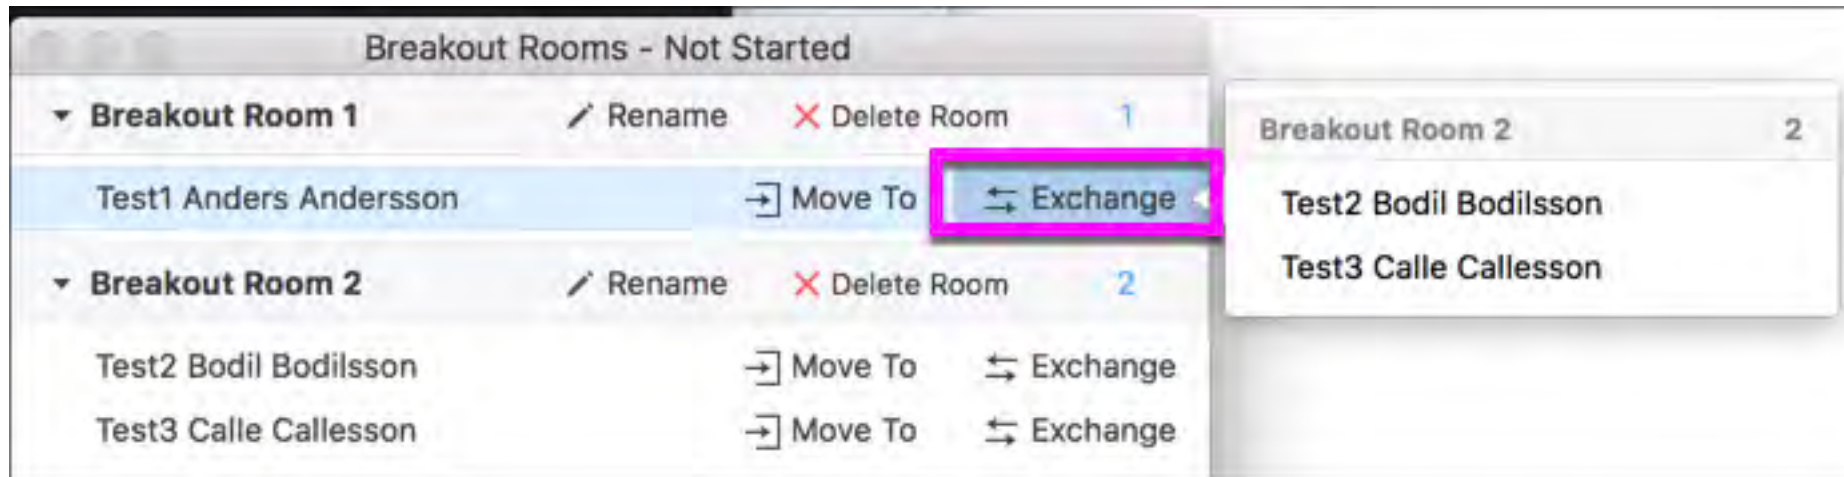 Breakout Rooms - Not Started
Breakout Room 1 Rename Delete Room 1
Test1 Anders Andersson Move To Exchange
Breakout Room 2 Rename Delete Room 2
Test2 Bodil Bodilsson Move To Exchange
Test3 Calle Callesson Move To Exchange
Breakout Room 2 2
Test2 Bodil Bodilsson
Test3 Calle Callesson